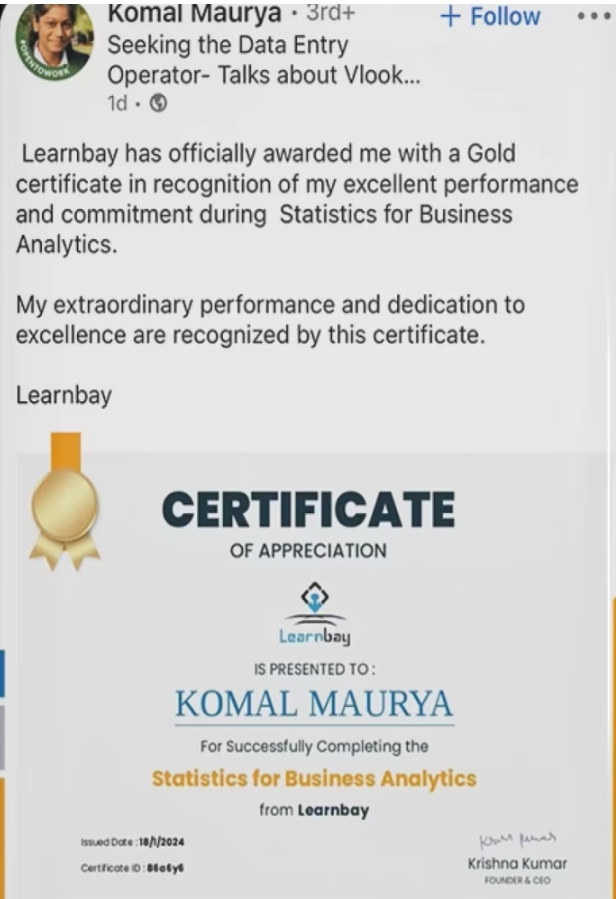 Komal Maurya · 3rd+
+ Follow
#OPENTOWORK
Seeking the Data Entry
Operator- Talks about Vlook...
1d ·
Learnbay has officially awarded me with a Gold
certificate in recognition of my excellent performance
and commitment during Statistics for Business
Analytics.
My extraordinary performance and dedication to
excellence are recognized by this certificate.
Learnbay
CERTIFICATE
OF APPRECIATION
Learnbay
IS PRESENTED TO :
KOMAL MAURYA
For Successfully Completing the
Statistics for Business Analytics
from Learnbay
Issued Date : 18/1/2024
Certificate ID : 86a6y6
Krishna Kumar
FOUNDER & CEO